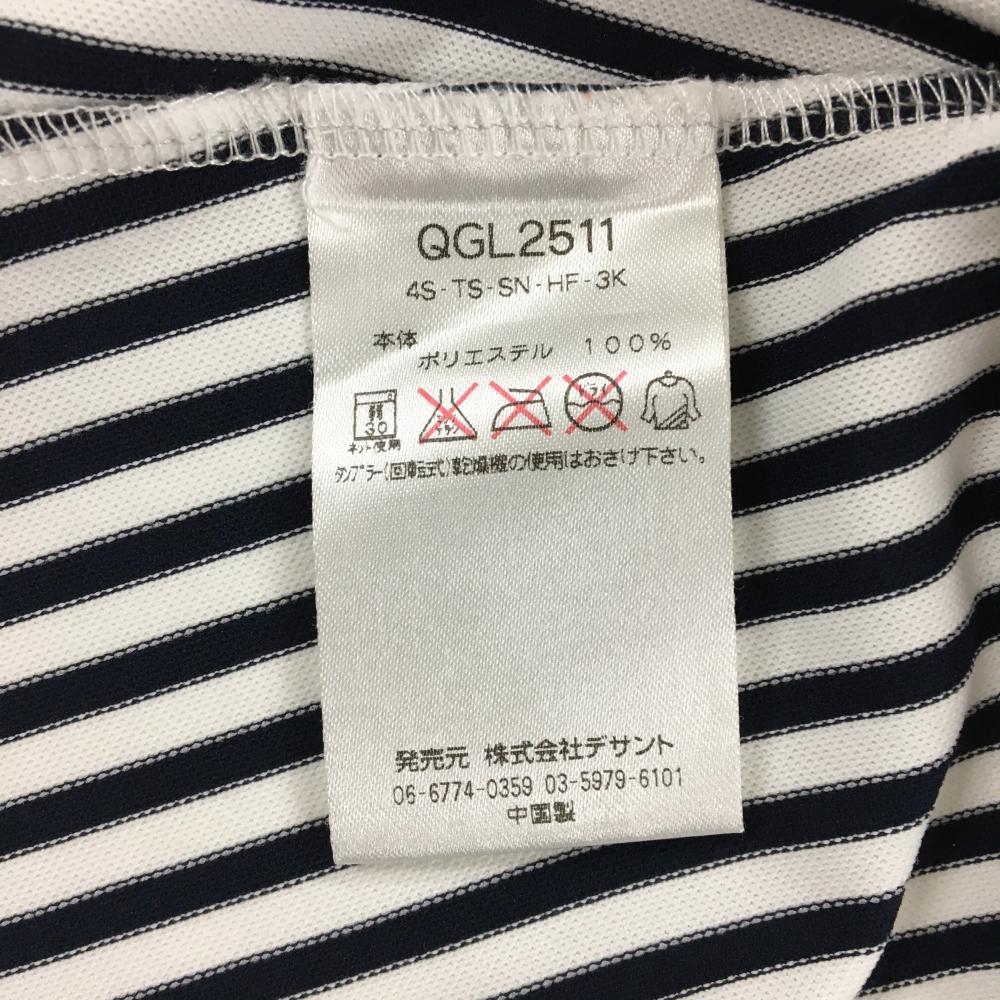 QGL2511
4S-TS-SN-HF-3K
本体
ポリエステル 100%
30
ネット使用
ドライ
タンブラー(回転式)乾燥機の使用はおさけ下さい。
発売元 株式会社デサント
06-6774-0359 03-5979-6101
中国製